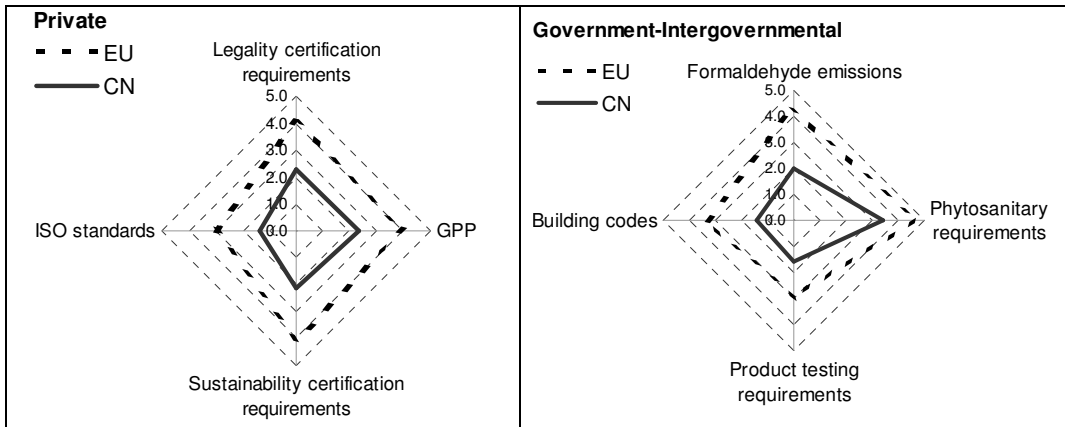 Private
EU
CN
Legality certification
requirements
5.0
4.0
3.0
2.0
1.0
0.0
ISO standards
GPP
Sustainability certification
requirements
Government-Intergovernmental
EU
CN
Formaldehyde emissions
5.0
4.0
3.0
2.0
1.0
0.0
Building codes
Phytosanitary
requirements
Product testing
requirements